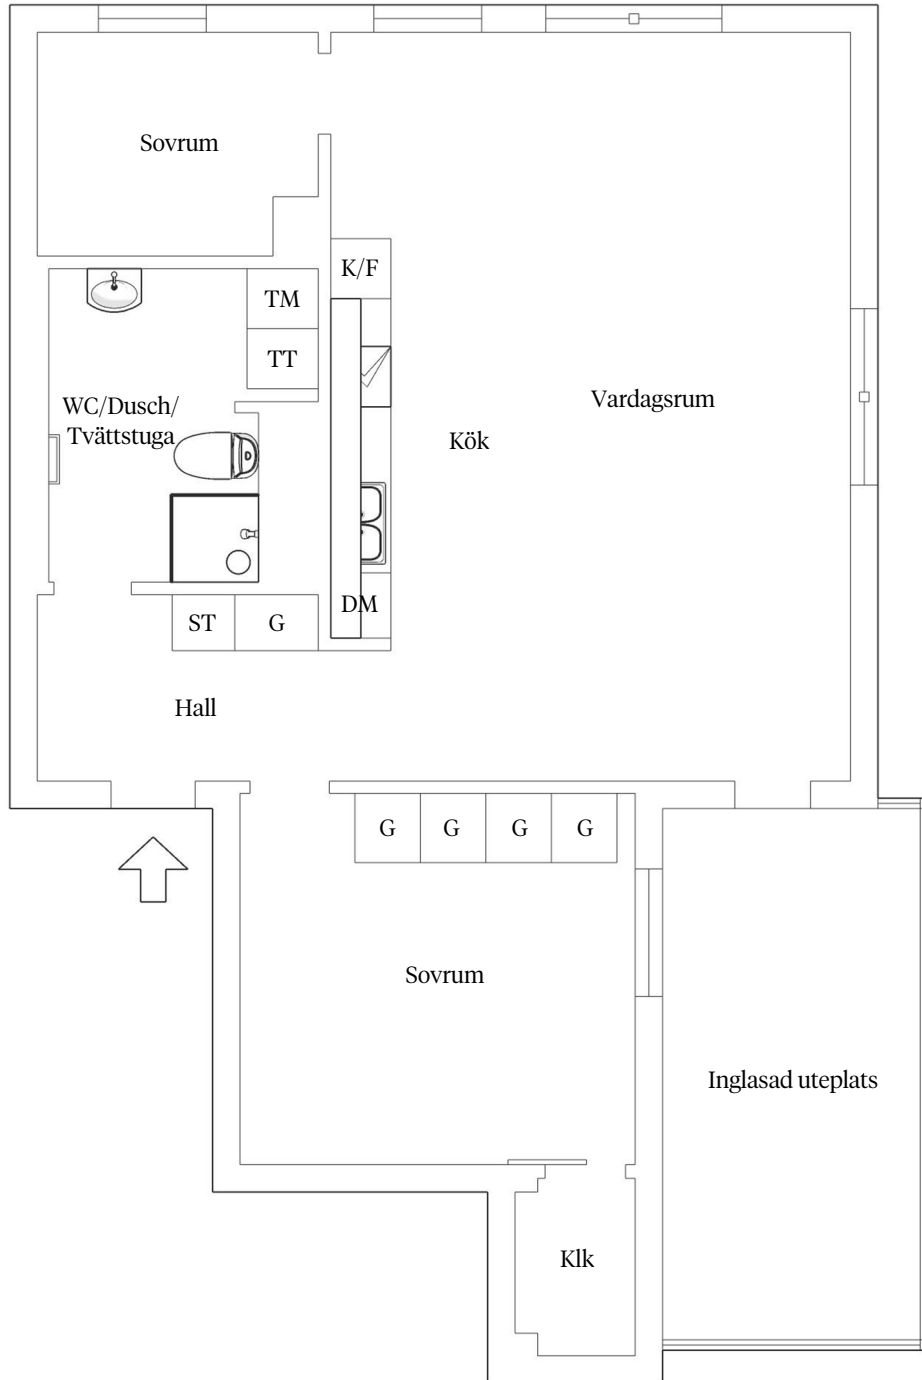 Sovrum
K/F
TM
TT
WC/Dusch/
Tvättstuga
Vardagsrum
Kök
DM
ST
G
Hall
G
G
G
G
Sovrum
Inglasad uteplats
Klk